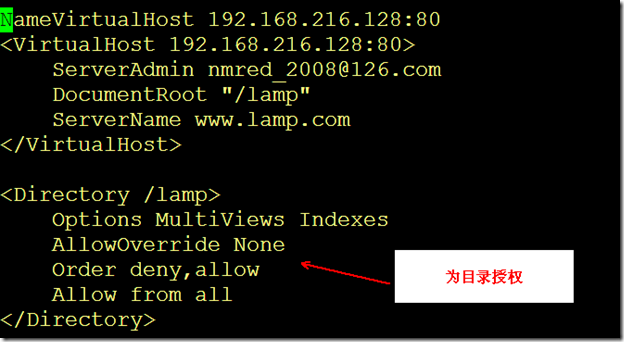 NameVirtualHost 192.168.216.128:80
<VirtualHost 192.168.216.128:80>
    ServerAdmin nmred_2008@126.com
    DocumentRoot "/lamp"
    ServerName www.lamp.com
</VirtualHost>

<Directory /lamp>
    Options MultiViews Indexes
    AllowOverride None
    Order deny,allow
    Allow from all
</Directory>
为目录授权